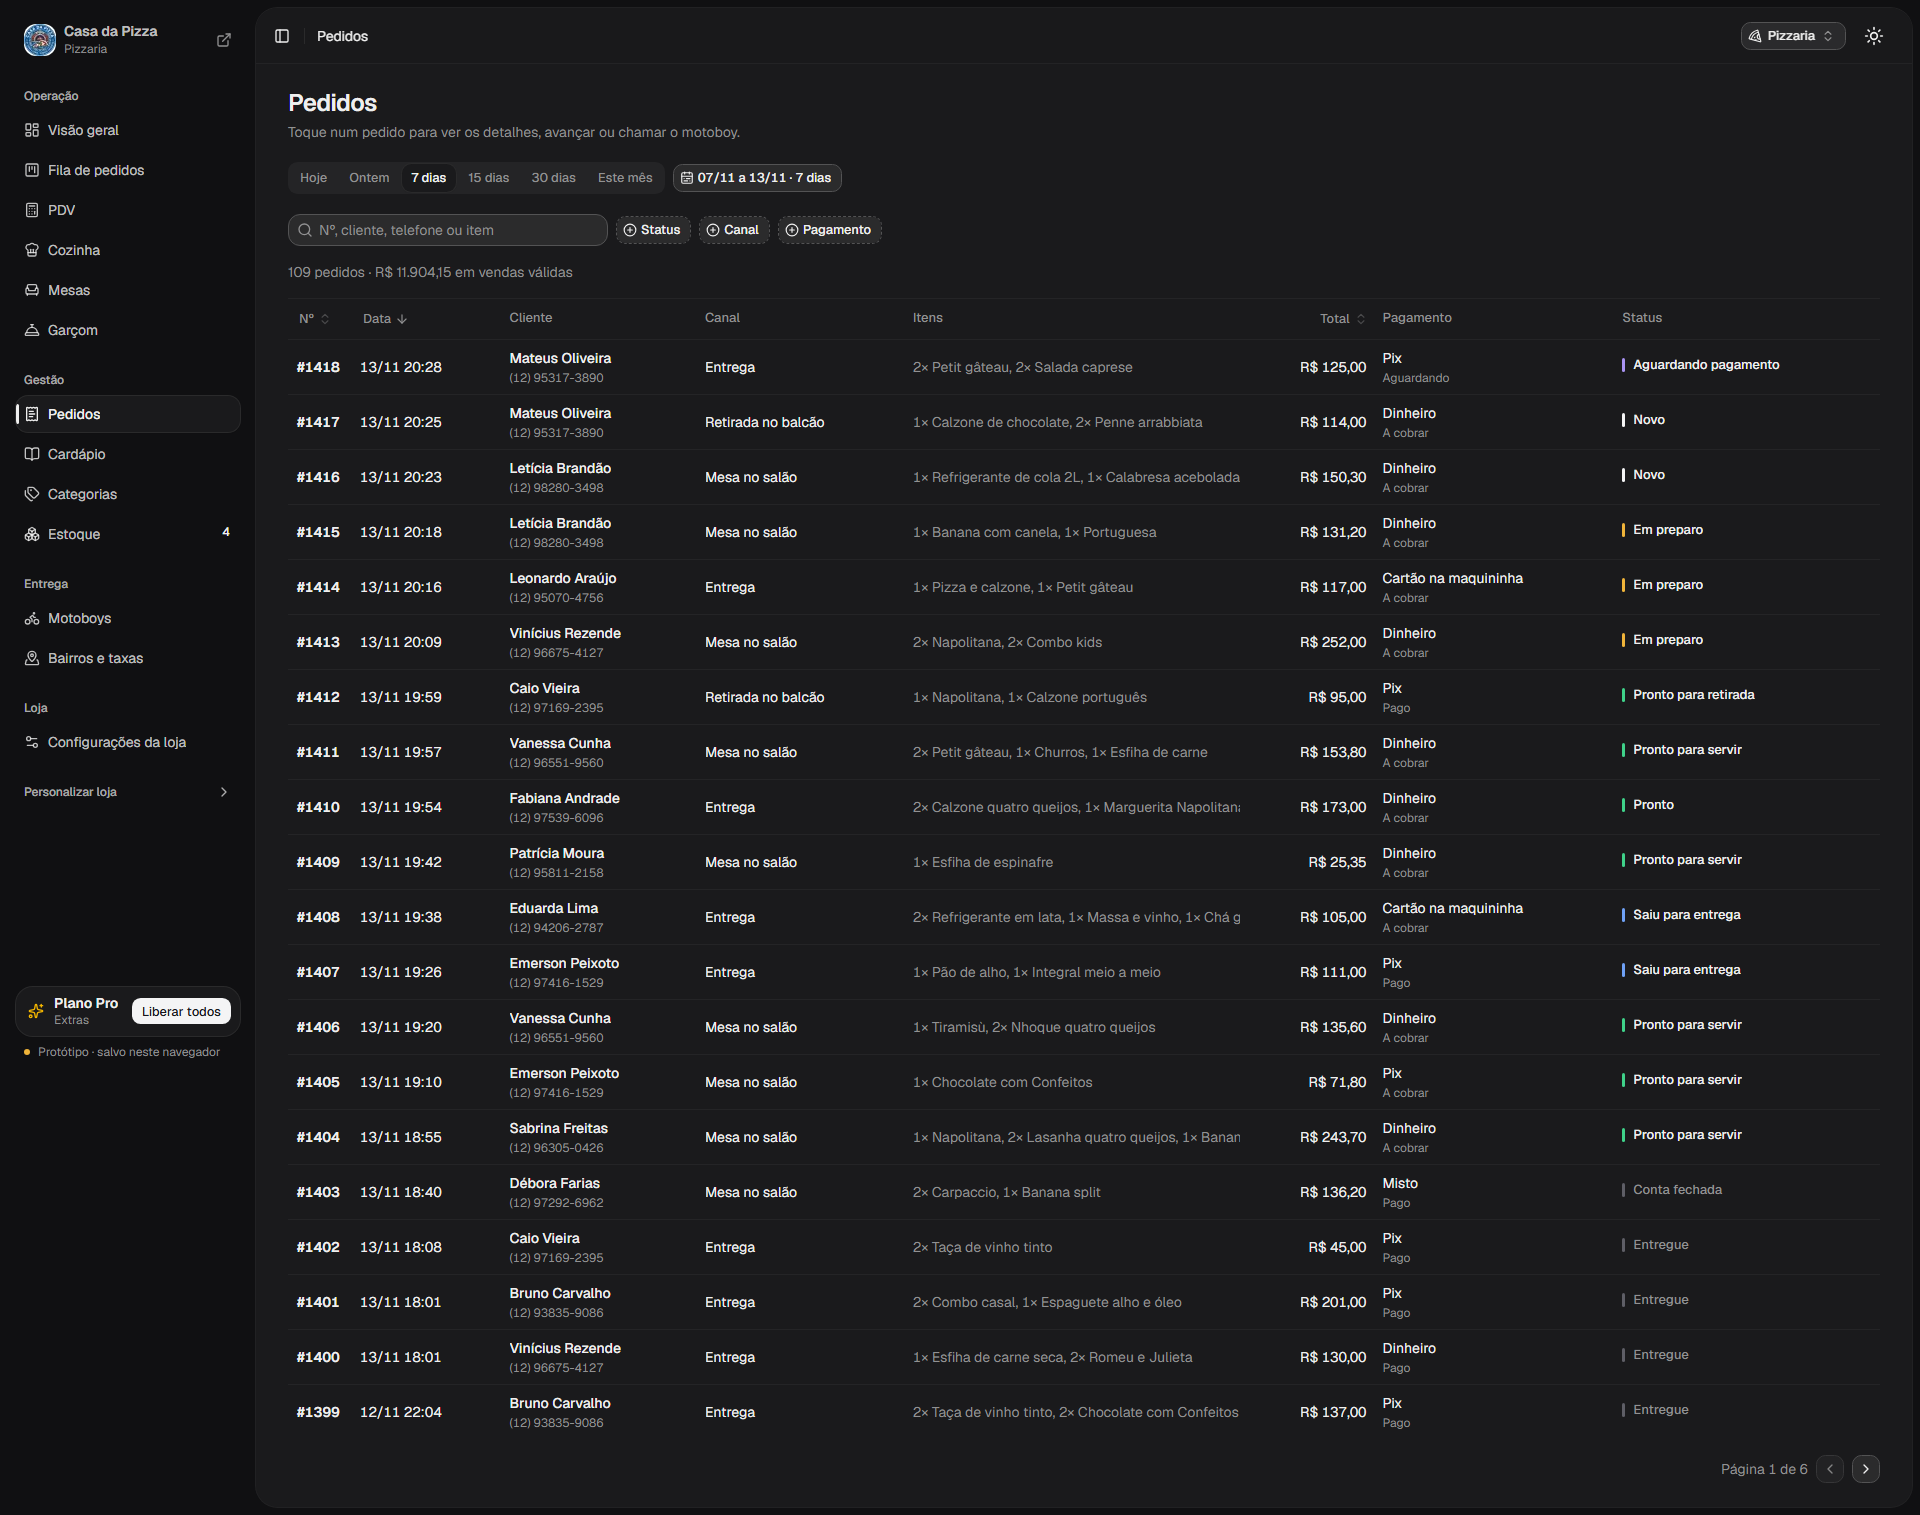 Casa da Pizza
Pizzaria
Operação
Visão geral
Fila de pedidos
PDV
Cozinha
Mesas
Garçom
Gestão
Pedidos
Cardápio
Categorias
Estoque 4
Entrega
Motoboys
Bairros e taxas
Loja
Configurações da loja
Personalizar loja
Plano Pro
Extras
Liberar todos
Protótipo · salvo neste navegador
Pedidos
Pizzaria
Pedidos
Toque num pedido para ver os detalhes, avançar ou chamar o motoboy.
Hoje Ontem 7 dias 15 dias 30 dias Este mês 07/11 a 13/11 · 7 dias
Nº, cliente, telefone ou item Status Canal Pagamento
109 pedidos · R$ 11.904,15 em vendas válidas
Nº Data Cliente Canal Itens Total Pagamento Status
#1418 13/11 20:28 Mateus Oliveira Entrega 2× Petit gâteau, 2× Salada caprese R$ 125,00 Pix Aguardando pagamento
(12) 95317-3890 Aguardando
#1417 13/11 20:25 Mateus Oliveira Retirada no balcão 1× Calzone de chocolate, 2× Penne arrabbiata R$ 114,00 Dinheiro Novo
(12) 95317-3890 A cobrar
#1416 13/11 20:23 Letícia Brandão Mesa no salão 1× Refrigerante de cola 2L, 1× Calabresa acebolada R$ 150,30 Dinheiro Novo
(12) 98280-3498 A cobrar
#1415 13/11 20:18 Letícia Brandão Mesa no salão 1× Banana com canela, 1× Portuguesa R$ 131,20 Dinheiro Em preparo
(12) 98280-3498 A cobrar
#1414 13/11 20:16 Leonardo Araújo Entrega 1× Pizza e calzone, 1× Petit gâteau R$ 117,00 Cartão na maquininha Em preparo
(12) 95070-4756 A cobrar
#1413 13/11 20:09 Vinícius Rezende Mesa no salão 2× Napolitana, 2× Combo kids R$ 252,00 Dinheiro Em preparo
(12) 96675-4127 A cobrar
#1412 13/11 19:59 Caio Vieira Retirada no balcão 1× Napolitana, 1× Calzone português R$ 95,00 Pix Pronto para retirada
(12) 97169-2395 Pago
#1411 13/11 19:57 Vanessa Cunha Mesa no salão 2× Petit gâteau, 1× Churros, 1× Esfiha de carne R$ 153,80 Dinheiro Pronto para servir
(12) 96551-9560 A cobrar
#1410 13/11 19:54 Fabiana Andrade Entrega 2× Calzone quatro queijos, 1× Marguerita Napolitana R$ 173,00 Dinheiro Pronto
(12) 97539-6096 A cobrar
#1409 13/11 19:42 Patrícia Moura Mesa no salão 1× Esfiha de espinafre R$ 25,35 Dinheiro Pronto para servir
(12) 95811-2158 A cobrar
#1408 13/11 19:38 Eduarda Lima Entrega 2× Refrigerante em lata, 1× Massa e vinho, 1× Chá g R$ 105,00 Cartão na maquininha Saiu para entrega
(12) 94206-2787 A cobrar
#1407 13/11 19:26 Emerson Peixoto Entrega 1× Pão de alho, 1× Integral meio a meio R$ 111,00 Pix Saiu para entrega
(12) 97416-1529 Pago
#1406 13/11 19:20 Vanessa Cunha Mesa no salão 1× Tiramisù, 2× Nhoque quatro queijos R$ 135,60 Dinheiro Pronto para servir
(12) 96551-9560 A cobrar
#1405 13/11 19:10 Emerson Peixoto Mesa no salão 1× Chocolate com Confeitos R$ 71,80 Pix Pronto para servir
(12) 97416-1529 A cobrar
#1404 13/11 18:55 Sabrina Freitas Mesa no salão 1× Napolitana, 2× Lasanha quatro queijos, 1× Banan R$ 243,70 Dinheiro Pronto para servir
(12) 96305-0426 A cobrar
#1403 13/11 18:40 Débora Farias Mesa no salão 2× Carpaccio, 1× Banana split R$ 136,20 Misto Conta fechada
(12) 97292-6962 Pago
#1402 13/11 18:08 Caio Vieira Entrega 2× Taça de vinho tinto R$ 45,00 Pix Entregue
(12) 97169-2395 Pago
#1401 13/11 18:01 Bruno Carvalho Entrega 2× Combo casal, 1× Espaguete alho e óleo R$ 201,00 Pix Entregue
(12) 93835-9086 Pago
#1400 13/11 18:01 Vinícius Rezende Entrega 1× Esfiha de carne seca, 2× Romeu e Julieta R$ 130,00 Dinheiro Entregue
(12) 96675-4127 Pago
#1399 12/11 22:04 Bruno Carvalho Entrega 2× Taça de vinho tinto, 2× Chocolate com Confeitos R$ 137,00 Pix Entregue
(12) 93835-9086 Pago
Página 1 de 6